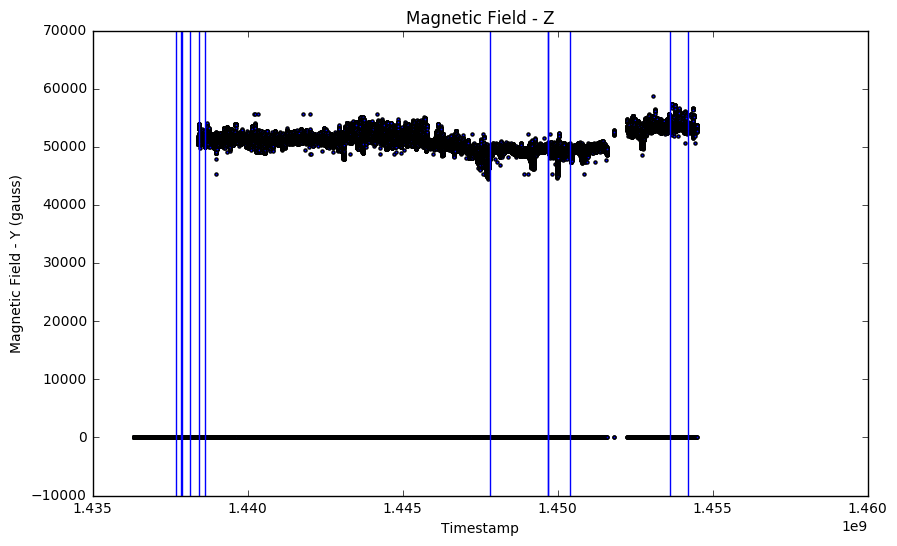 Magnetic Field - Z
70000
60000
50000
40000
30000
20000
10000
0
−10000
Magnetic Field - Y (gauss)
1.435 1.440 1.445 1.450 1.455 1.460
1e9
Timestamp